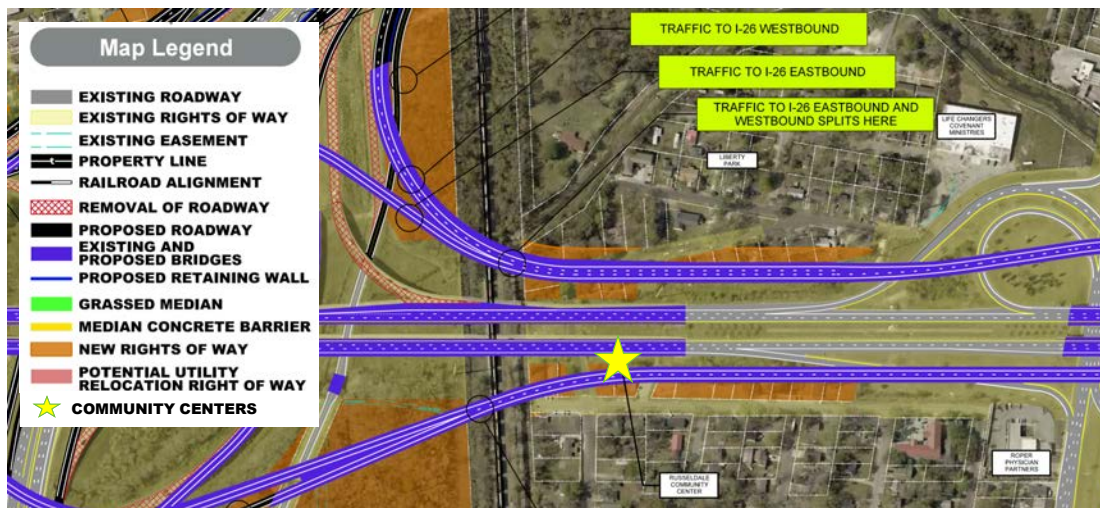 Map Legend
EXISTING ROADWAY
EXISTING RIGHTS OF WAY
EXISTING EASEMENT
PROPERTY LINE
RAILROAD ALIGNMENT
REMOVAL OF ROADWAY
PROPOSED ROADWAY
EXISTING AND
PROPOSED BRIDGES
PROPOSED RETAINING WALL
GRASSED MEDIAN
MEDIAN CONCRETE BARRIER
NEW RIGHTS OF WAY
POTENTIAL UTILITY
RELOCATION RIGHT OF WAY
COMMUNITY CENTERS
TRAFFIC TO I-26 WESTBOUND
TRAFFIC TO I-26 EASTBOUND
TRAFFIC TO I-26 EASTBOUND AND
WESTBOUND SPLITS HERE
LIFE CHANGERS
COVENANT
MINISTRIES
LIBERTY
PARK
RUSSELDALE
COMMUNITY
CENTER
ROPER
PHYSICIAN
PARTNERS